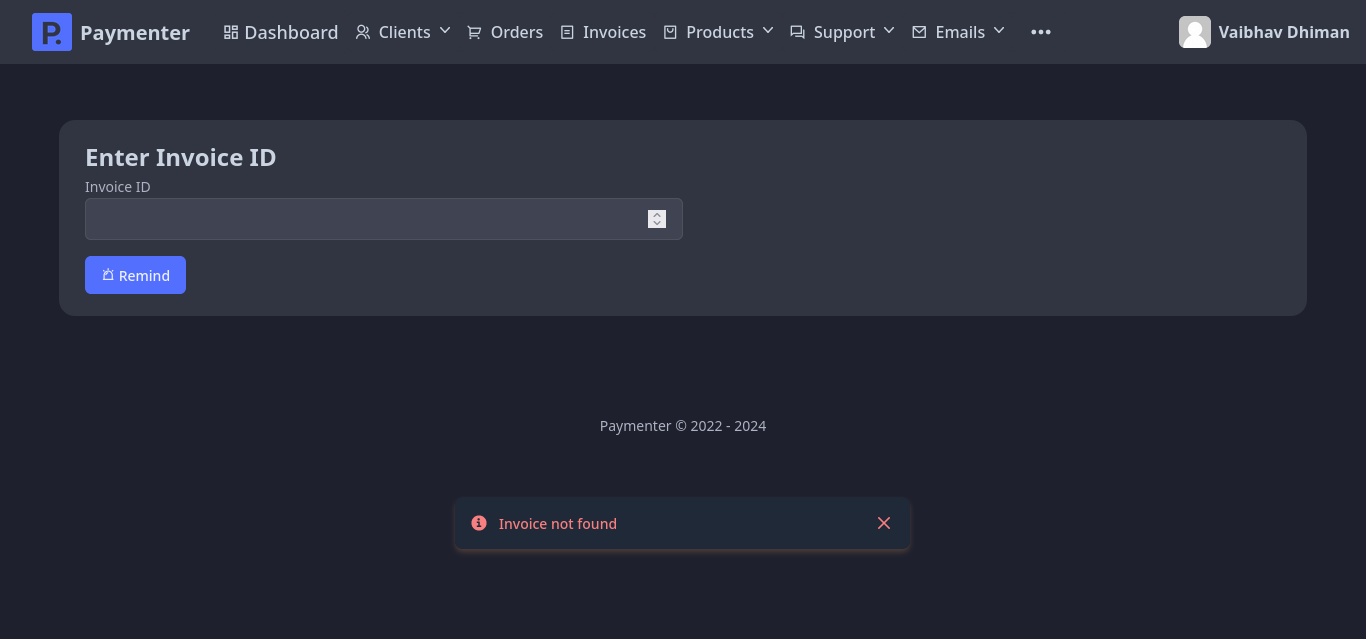 P. Paymenter Dashboard Clients Orders Invoices Products Support Emails ••• Vaibhav Dhiman
Enter Invoice ID
Invoice ID
Remind
Paymenter © 2022 - 2024
Invoice not found